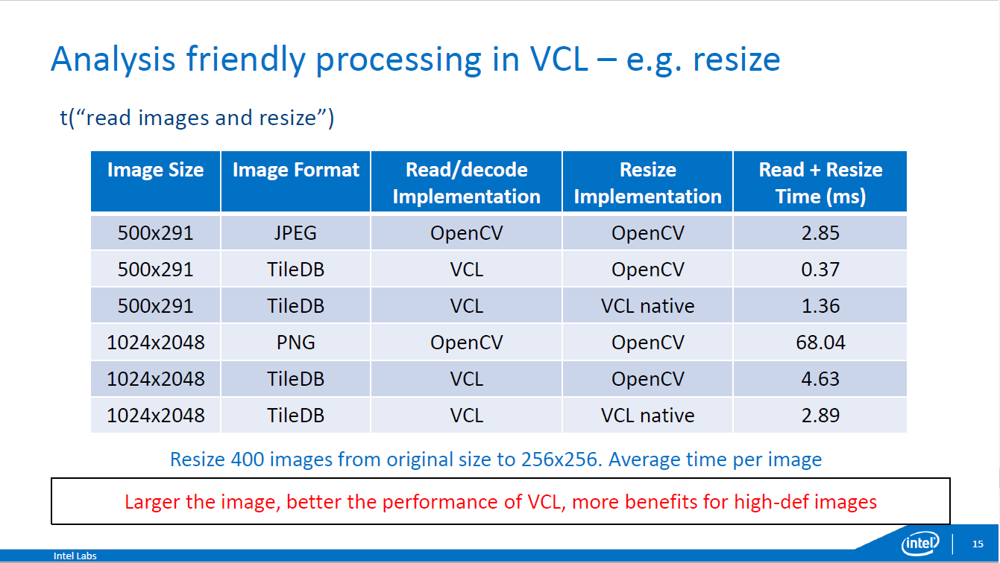 Analysis friendly processing in VCL – e.g. resize
t(“read images and resize”)
Image Size Image Format Read/decode Implementation Resize Implementation Read + Resize Time (ms)
500x291 JPEG OpenCV OpenCV 2.85
500x291 TileDB VCL OpenCV 0.37
500x291 TileDB VCL VCL native 1.36
1024x2048 PNG OpenCV OpenCV 68.04
1024x2048 TileDB VCL OpenCV 4.63
1024x2048 TileDB VCL VCL native 2.89
Resize 400 images from original size to 256x256. Average time per image
Larger the image, better the performance of VCL, more benefits for high-def images
Intel Labs
intel
15